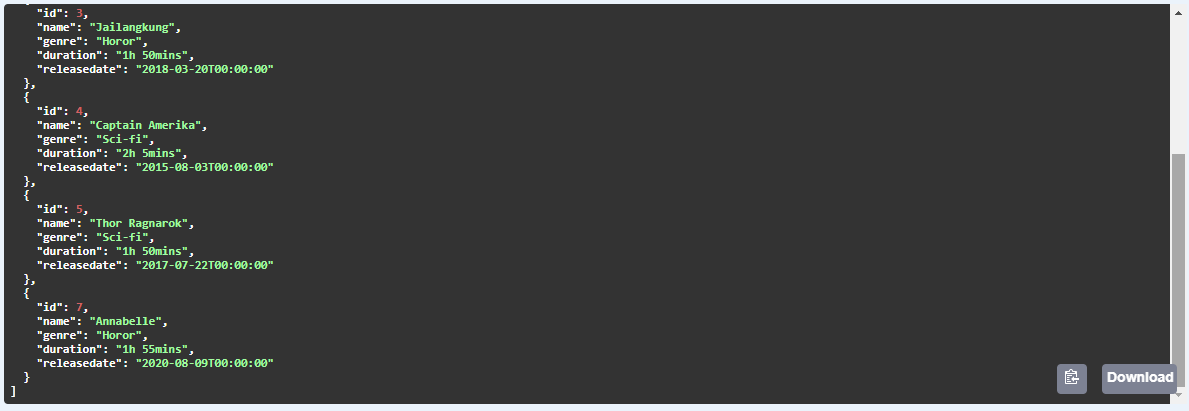 "id": 3,
"name": "Jailangkung",
"genre": "Horor",
"duration": "1h 50mins",
"releasedate": "2018-03-20T00:00:00"
},
{
"id": 4,
"name": "Captain Amerika",
"genre": "Sci-fi",
"duration": "2h 5mins",
"releasedate": "2015-08-03T00:00:00"
},
{
"id": 5,
"name": "Thor Ragnarok",
"genre": "Sci-fi",
"duration": "1h 50mins",
"releasedate": "2017-07-22T00:00:00"
},
{
"id": 7,
"name": "Annabelle",
"genre": "Horor",
"duration": "1h 55mins",
"releasedate": "2020-08-09T00:00:00"
}
]
Download